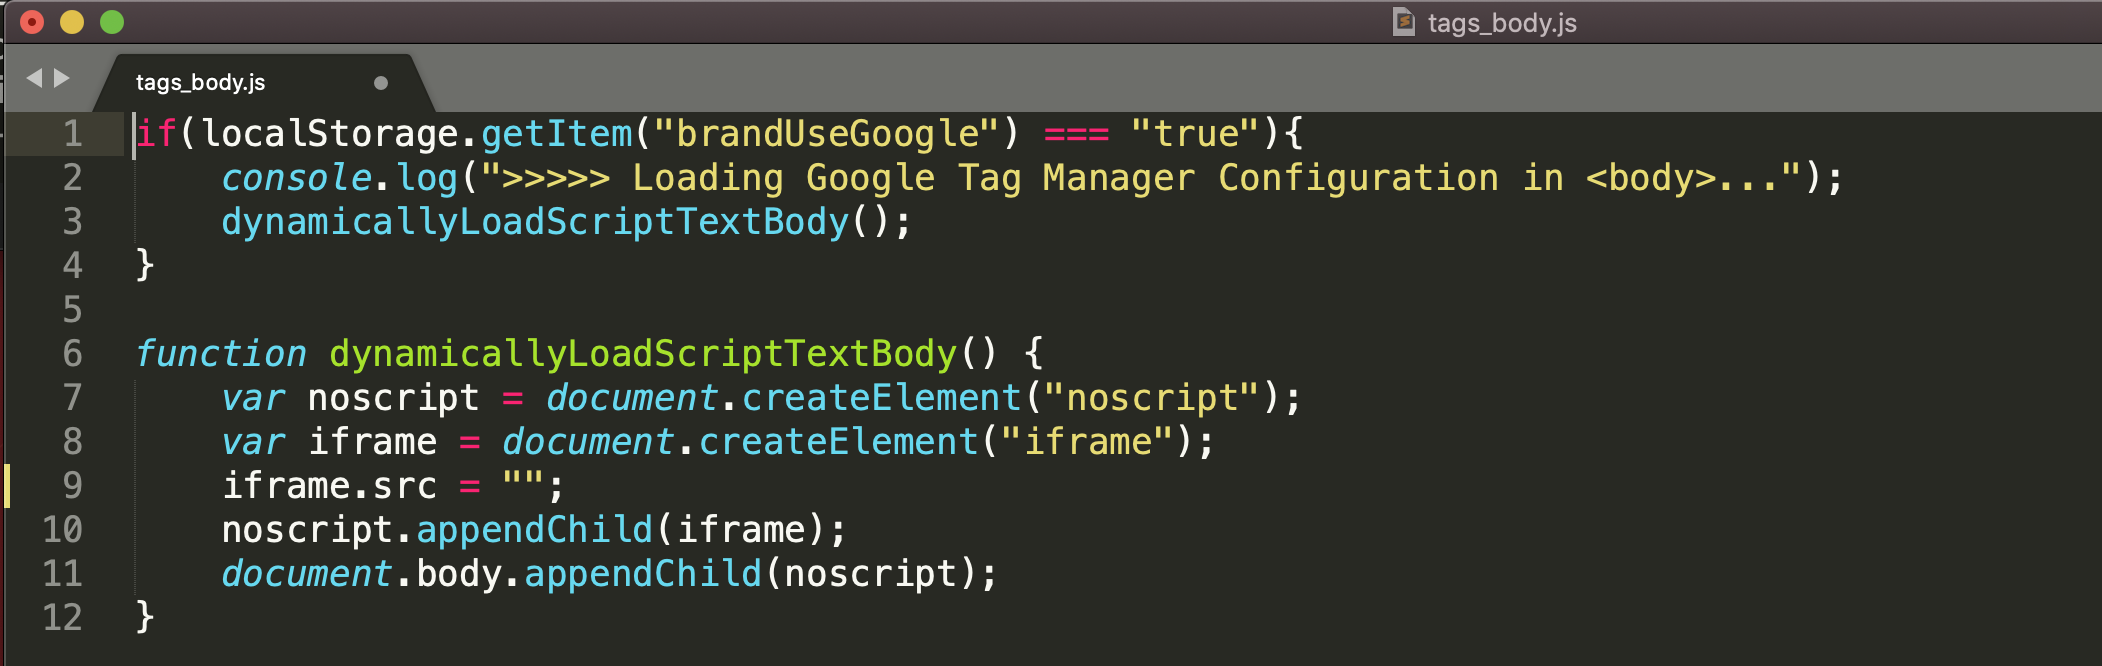 tags_body.js
tags_body.js
1 if(localStorage.getItem("brandUseGoogle") === "true"){
2     console.log(">>>>> Loading Google Tag Manager Configuration in <body>...");
3     dynamicallyLoadScriptTextBody();
4 }
5
6 function dynamicallyLoadScriptTextBody() {
7     var noscript = document.createElement("noscript");
8     var iframe = document.createElement("iframe");
9     iframe.src = "";
10     noscript.appendChild(iframe);
11     document.body.appendChild(noscript);
12 }